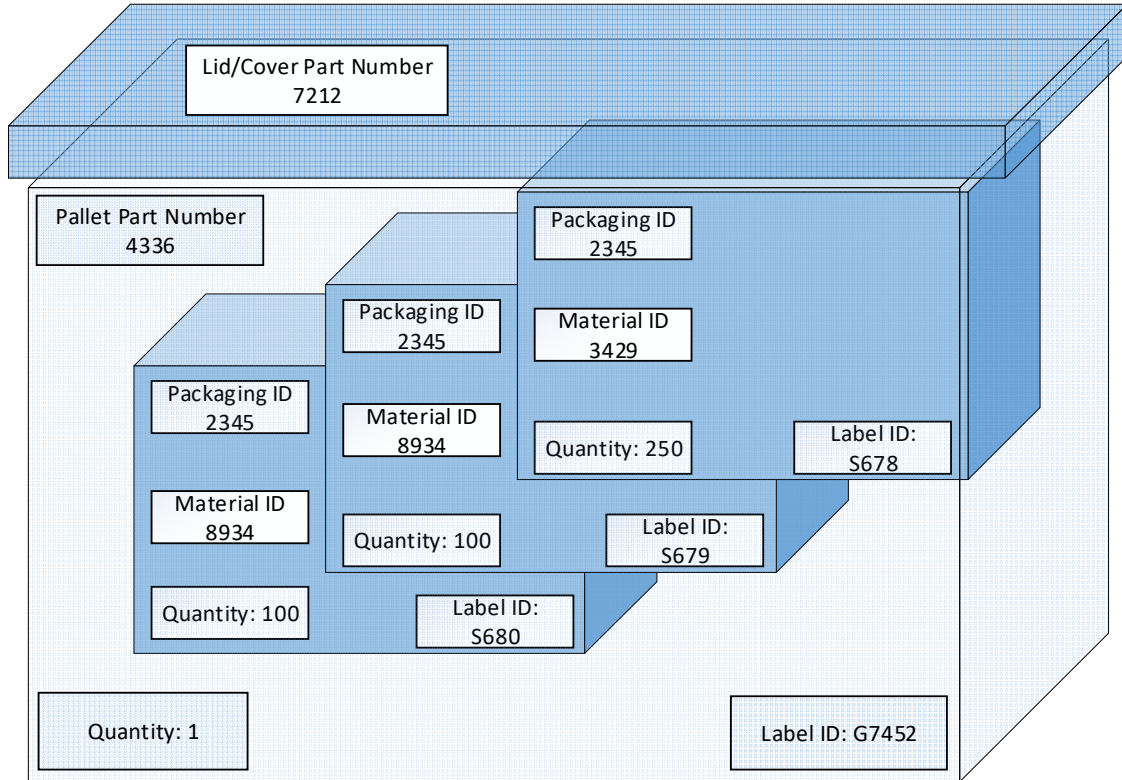 Lid/Cover Part Number
7212
Pallet Part Number
4336
Packaging ID
2345
Material ID
3429
Quantity: 250
Label ID:
S678
Packaging ID
2345
Material ID
8934
Quantity: 100
Label ID:
S679
Packaging ID
2345
Material ID
8934
Quantity: 100
Label ID:
S680
Quantity: 1
Label ID: G7452